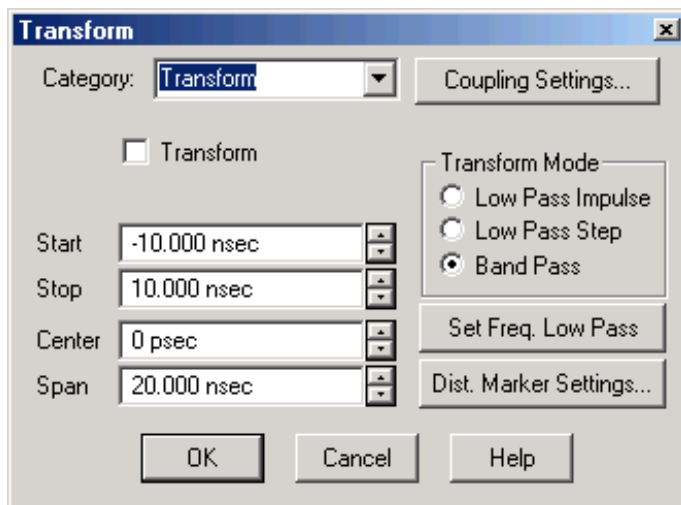 Transform
Category: Transform Coupling Settings...
Transform
Transform Mode
Low Pass Impulse
Low Pass Step
Band Pass
Start -10.000 nsec
Stop 10.000 nsec
Center 0 psec
Span 20.000 nsec
Set Freq. Low Pass
Dist. Marker Settings...
OK Cancel Help